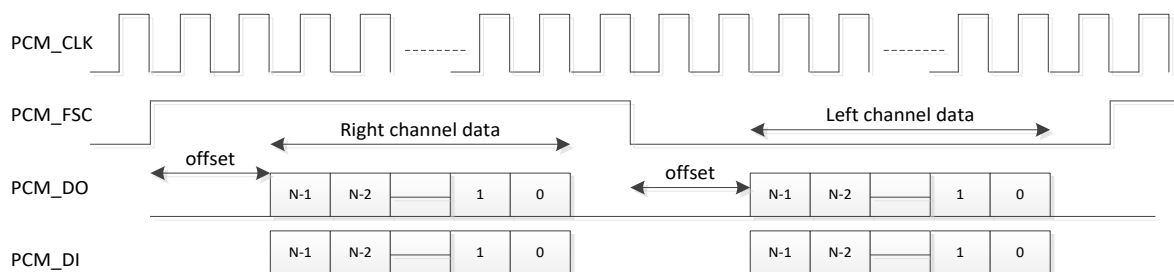 PCM_CLK
PCM_FSC
Right channel data
Left channel data
offset
offset
PCM_DO
N-1 N-2 1 0 N-1 N-2 1 0
PCM_DI
N-1 N-2 1 0 N-1 N-2 1 0